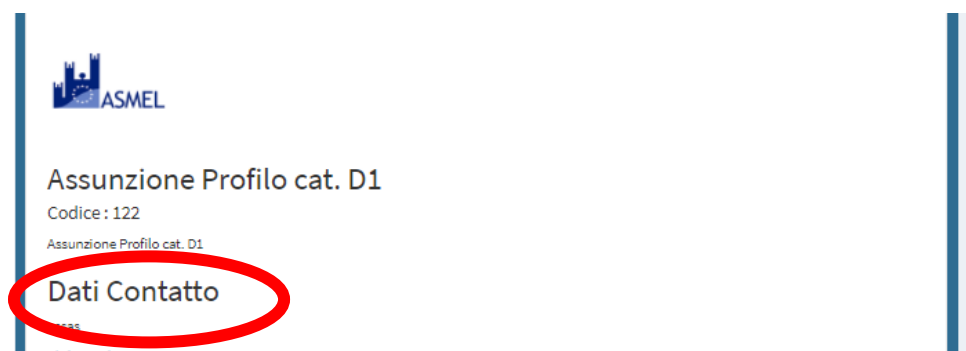 ASMEL
Assunzione Profilo cat. D1
Codice : 122
Assunzione Profilo cat. D1
Dati Contatto